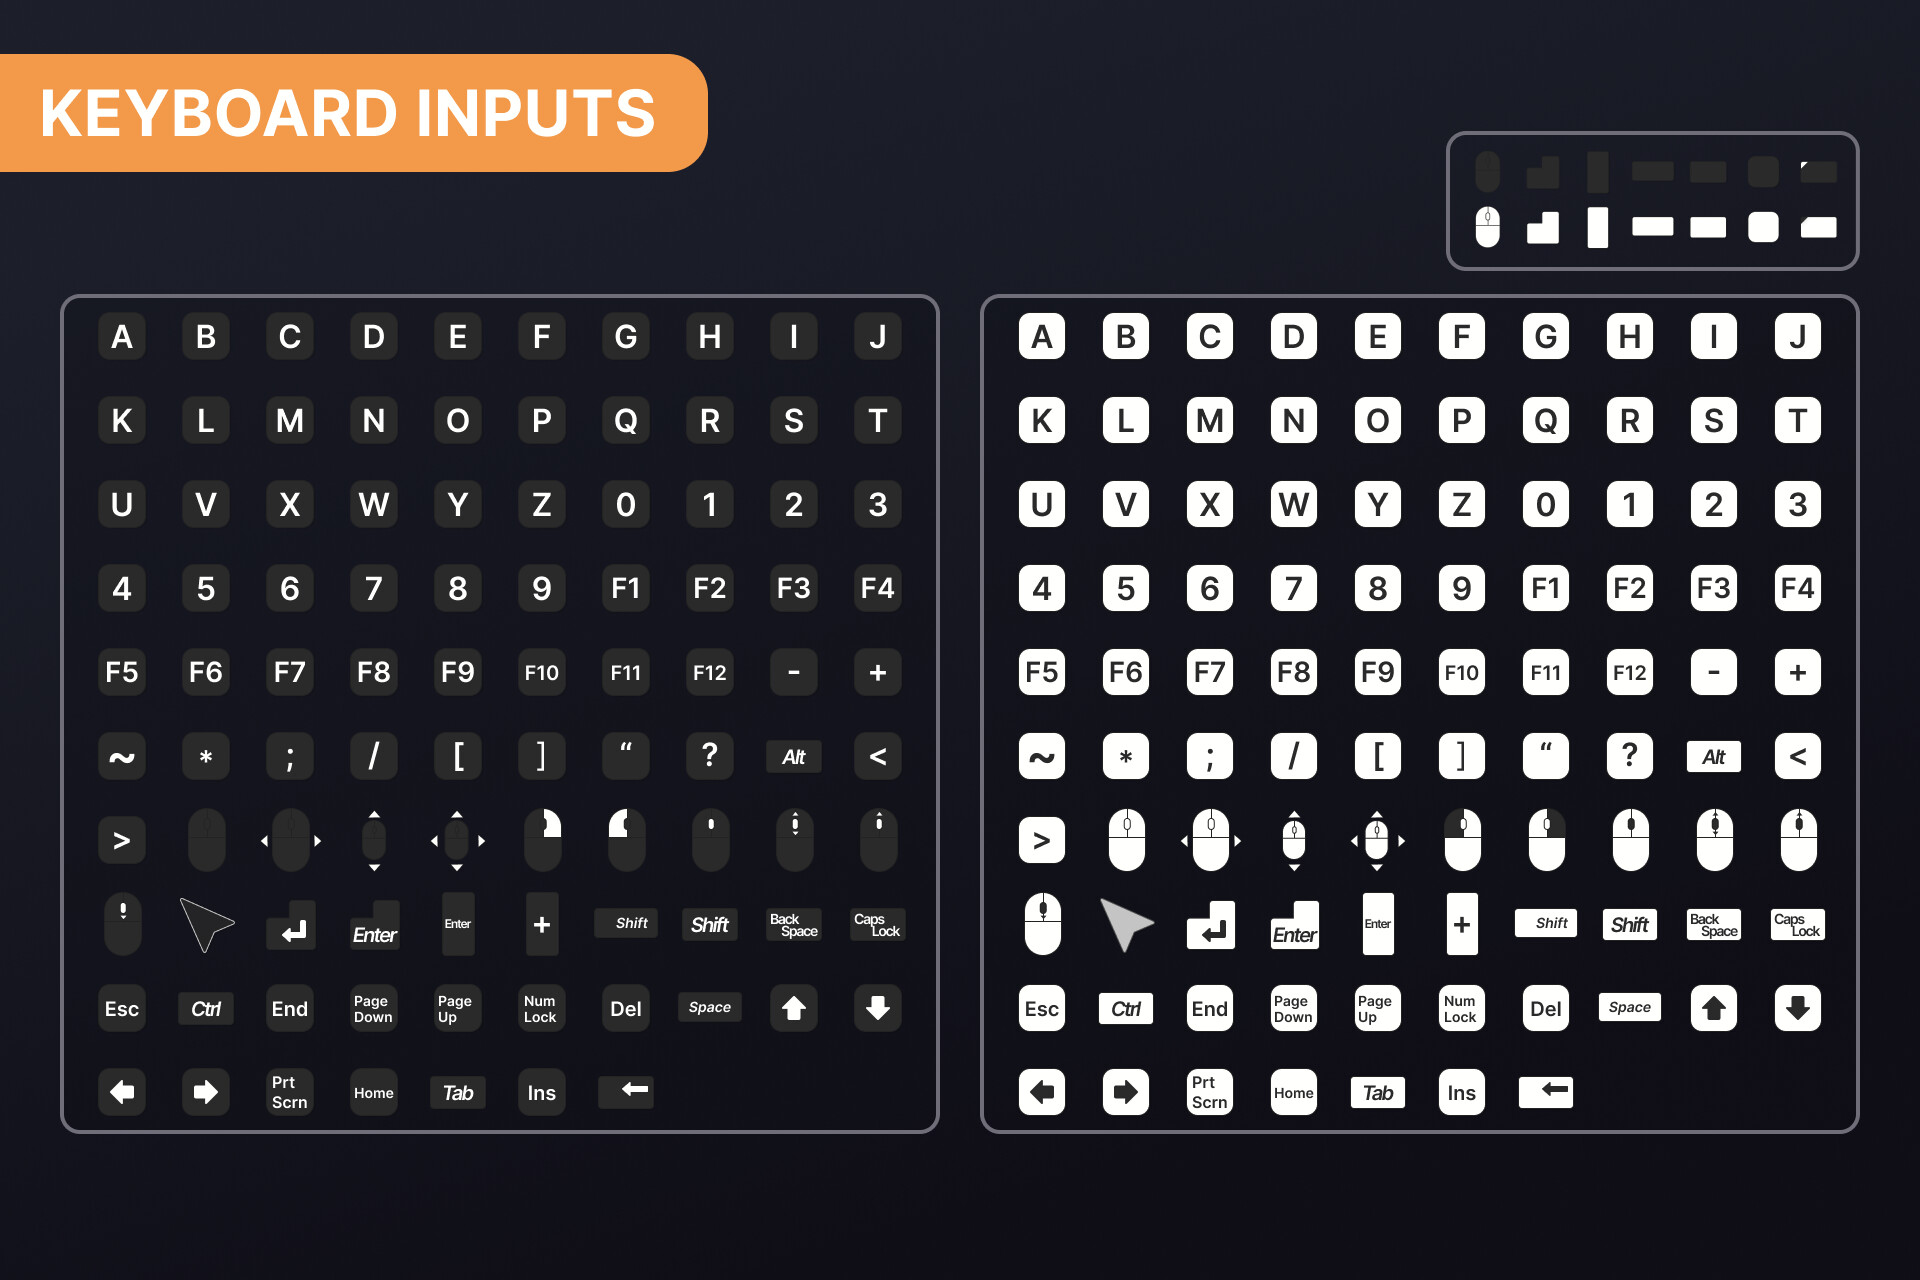 KEYBOARD INPUTS
A B C D E F G H I J
K L M N O P Q R S T
U V X W Y Z 0 1 2 3
4 5 6 7 8 9 F1 F2 F3 F4
F5 F6 F7 F8 F9 F10 F11 F12 - +
~ * ; / [ ] “ ? Alt <
>
Enter Enter + Shift Shift Back Space Caps Lock
Esc Ctrl End Page Down Page Up Num Lock Del Space
Prt Scrn Home Tab Ins
A B C D E F G H I J
K L M N O P Q R S T
U V X W Y Z 0 1 2 3
4 5 6 7 8 9 F1 F2 F3 F4
F5 F6 F7 F8 F9 F10 F11 F12 - +
~ * ; / [ ] “ ? Alt <
>
Enter Enter + Shift Shift Back Space Caps Lock
Esc Ctrl End Page Down Page Up Num Lock Del Space
Prt Scrn Home Tab Ins